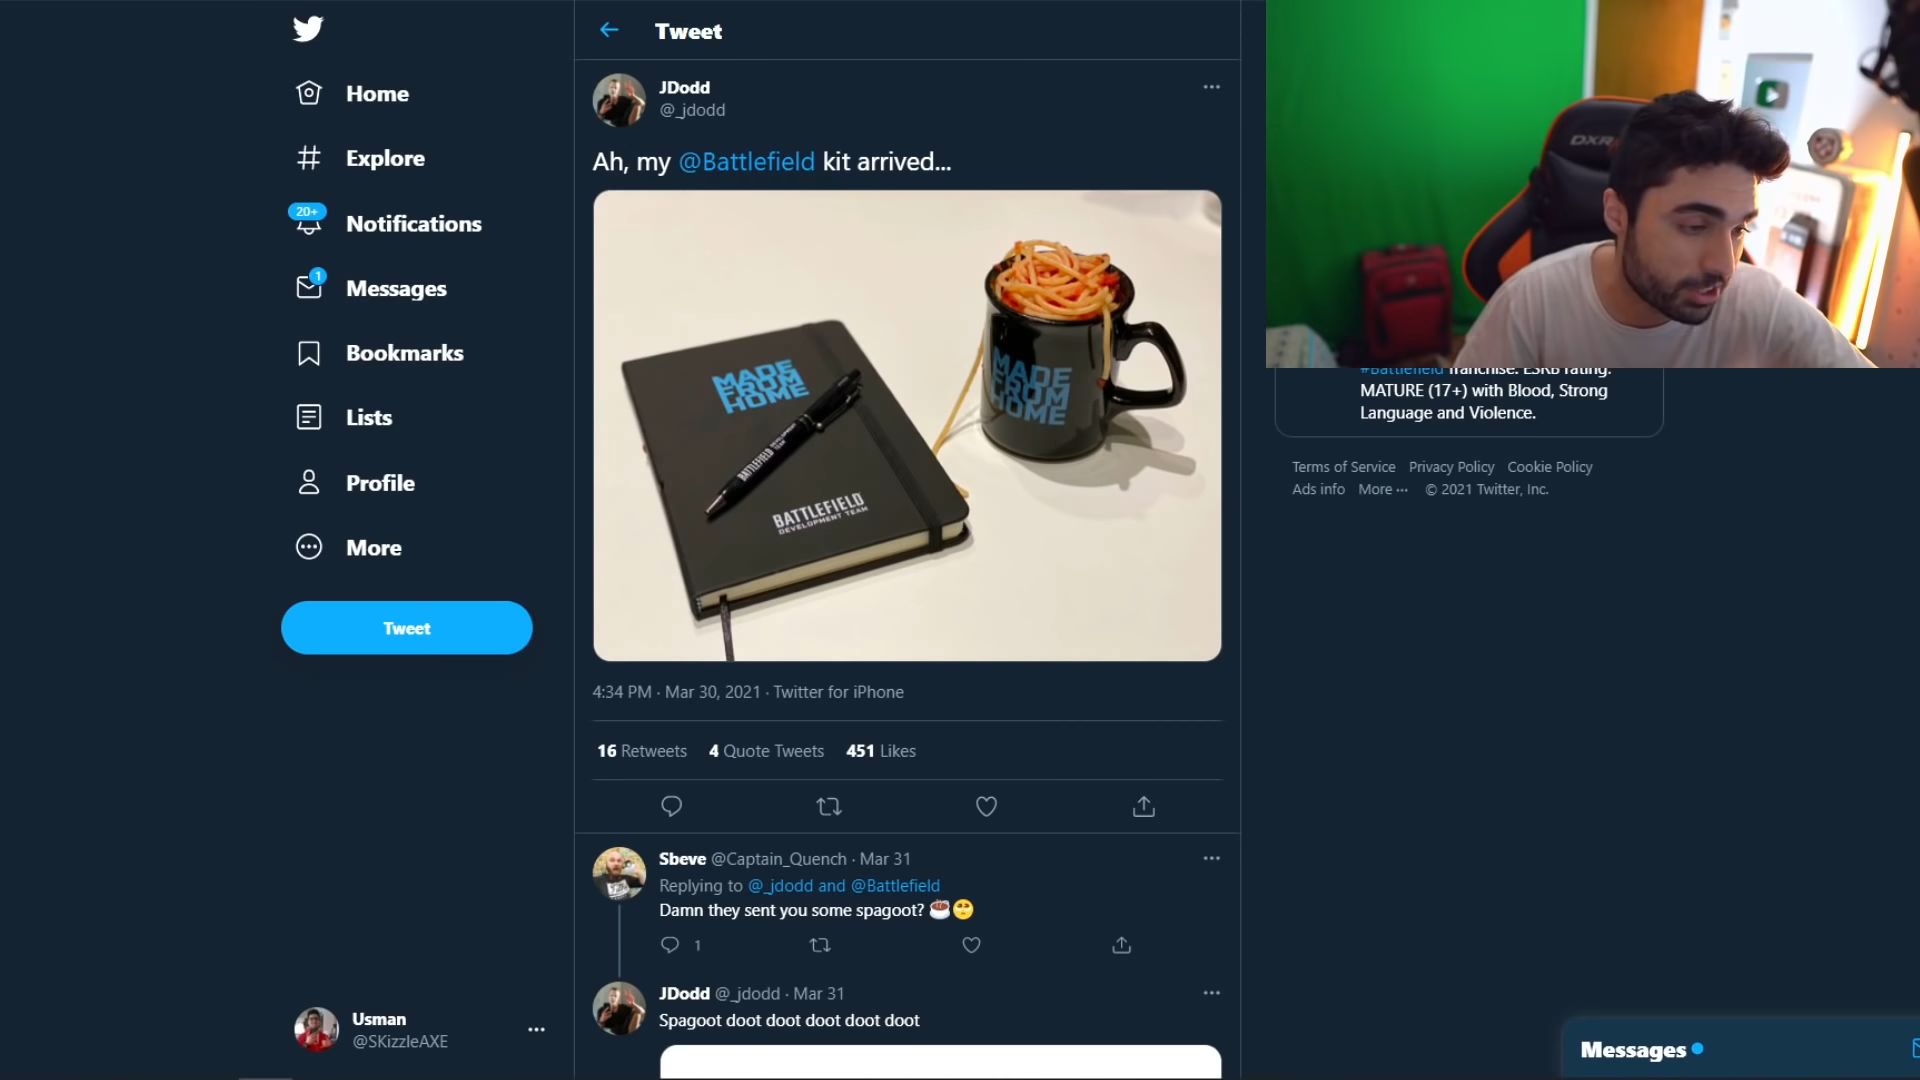 Home
Explore
20+
Notifications
1
Messages
Bookmarks
Lists
Profile
More
Tweet
Usman
@SKizzleAXE
Tweet
JDodd
@_jdodd
Ah, my @Battlefield kit arrived...
MADE
FROM
HOME
BATTLEFIELD
DEVELOPMENT TEAM
BATTLEFIELD
DEVELOPMENT TEAM
MADE
FROM
HOME
4:34 PM · Mar 30, 2021 · Twitter for iPhone
16 Retweets 4 Quote Tweets 451 Likes
Sbeve @Captain_Quench · Mar 31
Replying to @_jdodd and @Battlefield
Damn they sent you some spagoot? ☕🥺
1
JDodd @_jdodd · Mar 31
Spagoot doot doot doot doot doot
DXR
#Battlefield franchise. ESRB rating:
MATURE (17+) with Blood, Strong
Language and Violence.
Terms of Service Privacy Policy Cookie Policy
Ads info More ··· © 2021 Twitter, Inc.
Messages